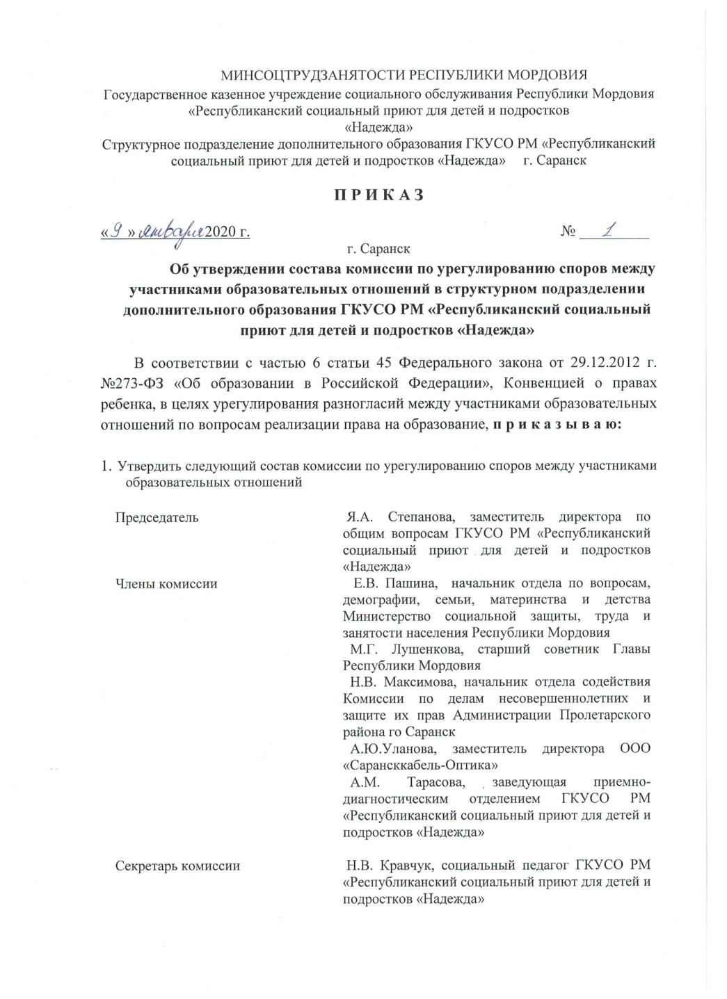 МИНСОЦТРУДЗАНЯТОСТИ РЕСПУБЛИКИ МОРДОВИЯ
Государственное казенное учреждение социального обслуживания Республики Мордовия
«Республиканский социальный приют для детей и подростков
«Надежда»
Структурное подразделение дополнительного образования ГКУСО РМ «Республиканский
социальный приют для детей и подростков «Надежда» г. Саранск
П Р И К А З
«9» января 2020 г. № 1
г. Саранск
Об утверждении состава комиссии по урегулированию споров между
участниками образовательных отношений в структурном подразделении
дополнительного образования ГКУСО РМ «Республиканский социальный
приют для детей и подростков «Надежда»
В соответствии с частью 6 статьи 45 Федерального закона от 29.12.2012 г.
№273-ФЗ «Об образовании в Российской Федерации», Конвенцией о правах
ребенка, в целях урегулирования разногласий между участниками образовательных
отношений по вопросам реализации права на образование, п р и к а з ы в а ю:
1. Утвердить следующий состав комиссии по урегулированию споров между участниками
образовательных отношений
Председатель Я.А. Степанова, заместитель директора по
общим вопросам ГКУСО РМ «Республиканский
социальный приют для детей и подростков
«Надежда»
Члены комиссии Е.В. Пашина, начальник отдела по вопросам,
демографии, семьи, материнства и детства
Министерство социальной защиты, труда и
занятости населения Республики Мордовия
М.Г. Лушенкова, старший советник Главы
Республики Мордовия
Н.В. Максимова, начальник отдела содействия
Комиссии по делам несовершеннолетних и
защите их прав Администрации Пролетарского
района го Саранск
А.Ю.Уланова, заместитель директора ООО
«Сарансккабель-Оптика»
А.М. Тарасова, заведующая приемно-
диагностическим отделением ГКУСО РМ
«Республиканский социальный приют для детей и
подростков «Надежда»
Секретарь комиссии Н.В. Кравчук, социальный педагог ГКУСО РМ
«Республиканский социальный приют для детей и
подростков «Надежда»